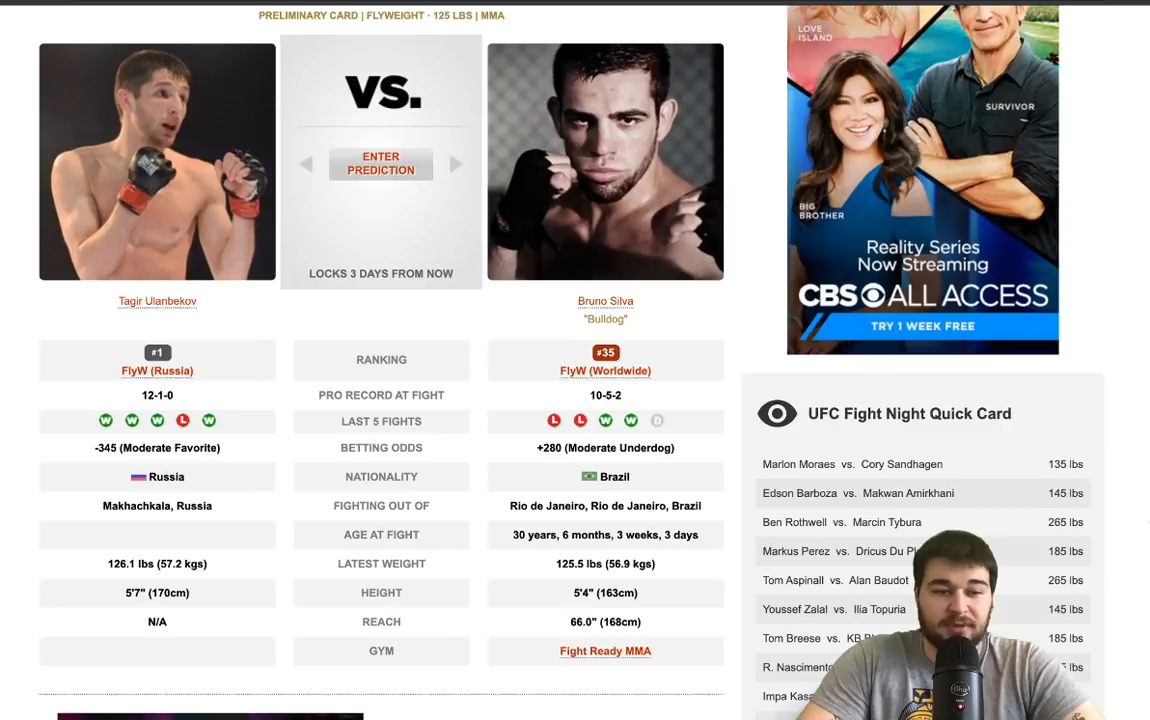 PRELIMINARY CARD | FLYWEIGHT · 125 LBS | MMA
VS.
ENTER
PREDICTION
LOCKS 3 DAYS FROM NOW
Tagir Ulanbekov
Bruno Silva
"Bulldog"
#1
FlyW (Russia)
RANKING
#35
FlyW (Worldwide)
12-1-0
PRO RECORD AT FIGHT
10-5-2
W W W L W
LAST 5 FIGHTS
L L W W D
-345 (Moderate Favorite)
BETTING ODDS
+280 (Moderate Underdog)
Russia
NATIONALITY
Brazil
Makhachkala, Russia
FIGHTING OUT OF
Rio de Janeiro, Rio de Janeiro, Brazil
AGE AT FIGHT
30 years, 6 months, 3 weeks, 3 days
126.1 lbs (57.2 kgs)
LATEST WEIGHT
125.5 lbs (56.9 kgs)
5'7" (170cm)
HEIGHT
5'4" (163cm)
N/A
REACH
66.0" (168cm)
GYM
Fight Ready MMA
LOVE
ISLAND
SURVIVOR
BIG
BROTHER
Reality Series
Now Streaming
CBS ALL ACCESS
TRY 1 WEEK FREE
UFC Fight Night Quick Card
Marlon Moraes vs. Cory Sandhagen 135 lbs
Edson Barboza vs. Makwan Amirkhani 145 lbs
Ben Rothwell vs. Marcin Tybura 265 lbs
Markus Perez vs. Dricus Du 185 lbs
Tom Aspinall vs. Alan Baudot 265 lbs
Youssef Zalal vs. Ilia Topuria 145 lbs
Tom Breese vs. KB 185 lbs
R. Nascimento lbs
Impa